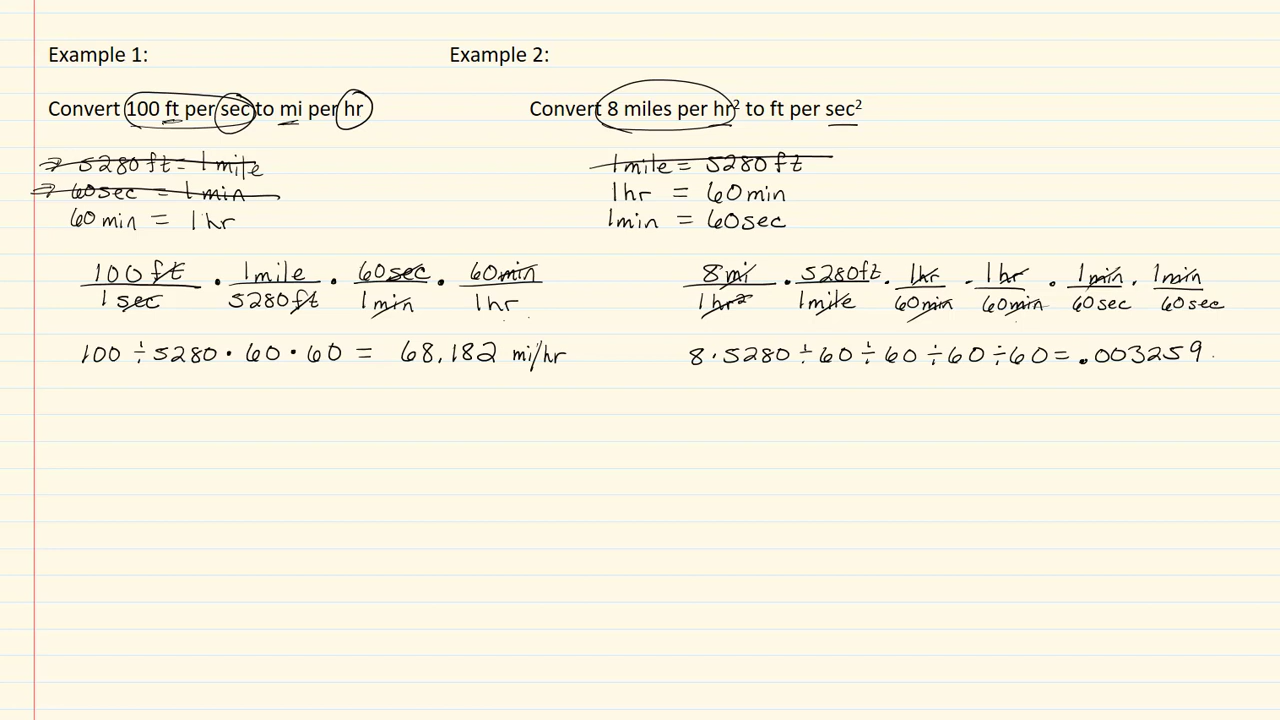 Example 1:
Convert 100 ft per sec to mi per hr
5280 ft = 1 mile
60 sec = 1 min
60 min = 1 hr
100 ft / 1 sec · 1 mile / 5280 ft · 60 sec / 1 min · 60 min / 1 hr
100 ÷ 5280 · 60 · 60 = 68.182 mi/hr
Example 2:
Convert 8 miles per hr² to ft per sec²
1 mile = 5280 ft
1 hr = 60 min
1 min = 60 sec
8 mi / 1 hr² · 5280 ft / 1 mile · 1 hr / 60 min · 1 hr / 60 min · 1 min / 60 sec · 1 min / 60 sec
8 · 5280 ÷ 60 ÷ 60 ÷ 60 ÷ 60 = .003259